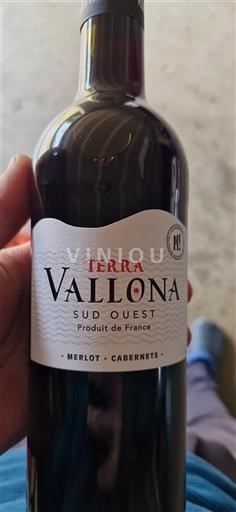 VINIOU
TERRA
VALLONA
SUD OUEST
Produit de France
• MERLOT • CABERNETS •